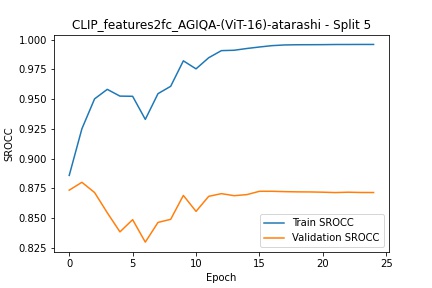 CLIP_features2fc_AGIQA-(ViT-16)-atarashi - Split 5
1.000
0.975
0.950
0.925
0.900
0.875
0.850
0.825
SROCC
Train SROCC
Validation SROCC
0 5 10 15 20 25
Epoch